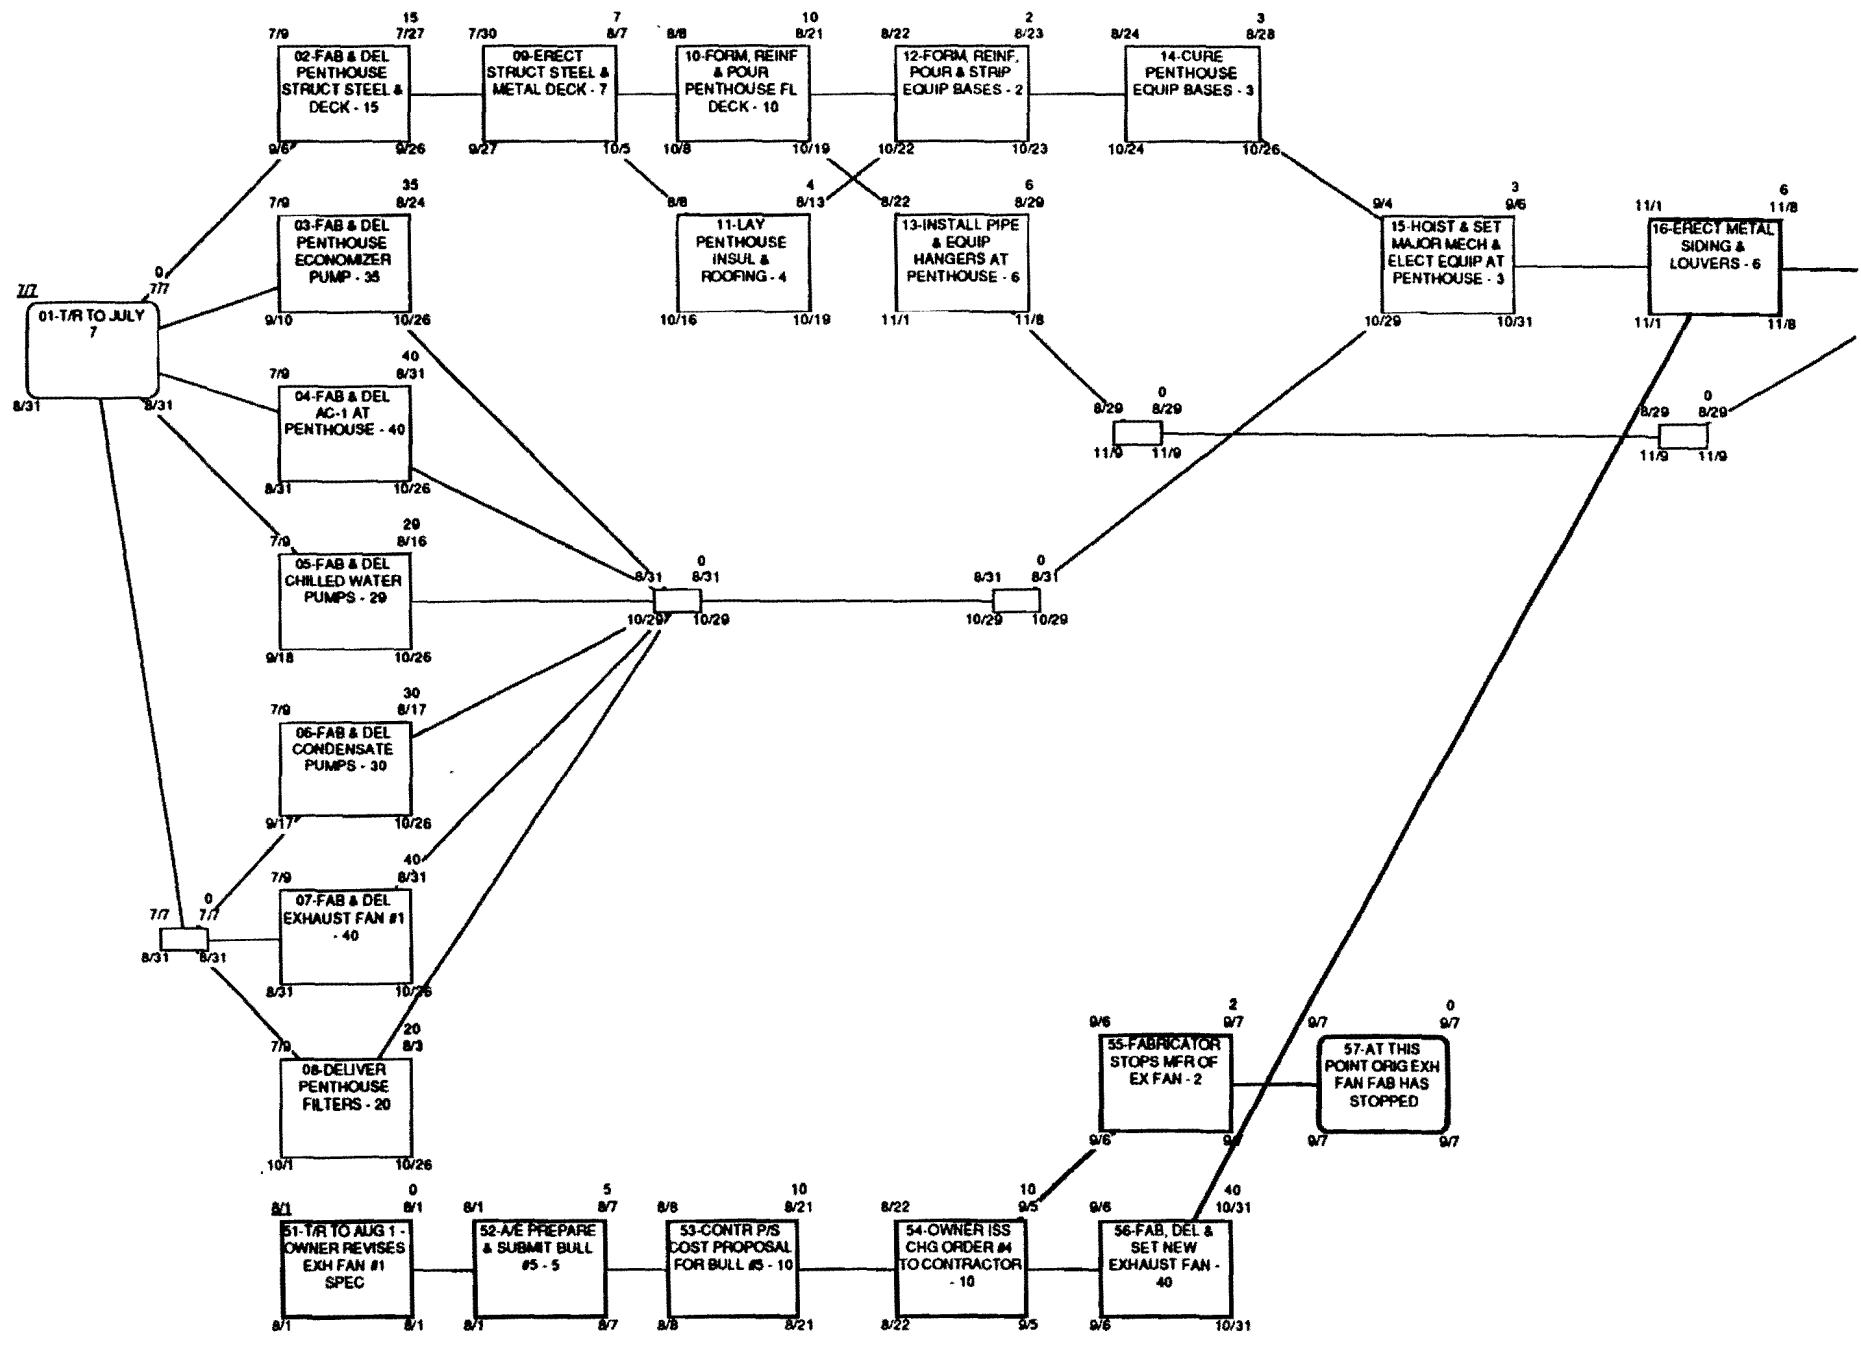 15
7/9 7/27
02-FAB & DEL
PENTHOUSE
STRUCT STEEL &
DECK - 15
9/6 9/26
7
7/30 8/7
09-ERECT
STRUCT STEEL &
METAL DECK - 7
9/27 10/5
10
8/8 8/21
10-FORM, REINF
& POUR
PENTHOUSE FL
DECK - 10
10/8 10/19
2
8/22 8/23
12-FORM, REINF,
POUR & STRIP
EQUIP BASES - 2
10/22 10/23
3
8/24 8/28
14-CURE
PENTHOUSE
EQUIP BASES - 3
10/24 10/26
35
7/9 8/24
03-FAB & DEL
PENTHOUSE
ECONOMIZER
PUMP - 35
9/10 10/26
4
8/8 8/13
11-LAY
PENTHOUSE
INSUL &
ROOFING - 4
10/16 10/19
6
8/22 8/29
13-INSTALL PIPE
& EQUIP
HANGERS AT
PENTHOUSE - 6
11/1 11/8
3
9/4 9/6
15-HOIST & SET
MAJOR MECH &
ELECT EQUIP AT
PENTHOUSE - 3
10/29 10/31
6
11/1 11/8
16-ERECT METAL
SIDING &
LOUVERS - 6
11/1 11/8
0
7/7 7/7
01-T/R TO JULY
7
8/31 8/31
40
7/9 8/31
04-FAB & DEL
AC-1 AT
PENTHOUSE - 40
8/31 10/26
0
8/29 8/29
11/9 11/9
0
8/29 8/29
11/9 11/9
29
7/9 8/16
05-FAB & DEL
CHILLED WATER
PUMPS - 29
9/18 10/26
0
8/31 8/31
10/29 10/29
0
8/31 8/31
10/29 10/29
30
7/9 8/17
06-FAB & DEL
CONDENSATE
PUMPS - 30
9/17 10/26
0
7/7 7/7
8/31 8/31
40
7/9 8/31
07-FAB & DEL
EXHAUST FAN #1
- 40
8/31 10/26
20
7/9 8/3
08-DELIVER
PENTHOUSE
FILTERS - 20
10/1 10/26
2
9/6 9/7
55-FABRICATOR
STOPS MFR OF
EX FAN - 2
9/6 9/7
0
9/7 9/7
57-AT THIS
POINT ORIG EXH
FAN FAB HAS
STOPPED
9/7 9/7
0
8/1 8/1
51-T/R TO AUG 1 -
OWNER REVISES
EXH FAN #1
SPEC
8/1 8/1
5
8/1 8/7
52-A/E PREPARE
& SUBMIT BULL
#5 - 5
8/1 8/7
10
8/8 8/21
53-CONTR P/S
COST PROPOSAL
FOR BULL #5 - 10
8/8 8/21
10
8/22 9/5
54-OWNER ISS
CHG ORDER #4
TO CONTRACTOR
- 10
8/22 9/5
40
9/6 10/31
56-FAB, DEL &
SET NEW
EXHAUST FAN -
40
9/6 10/31